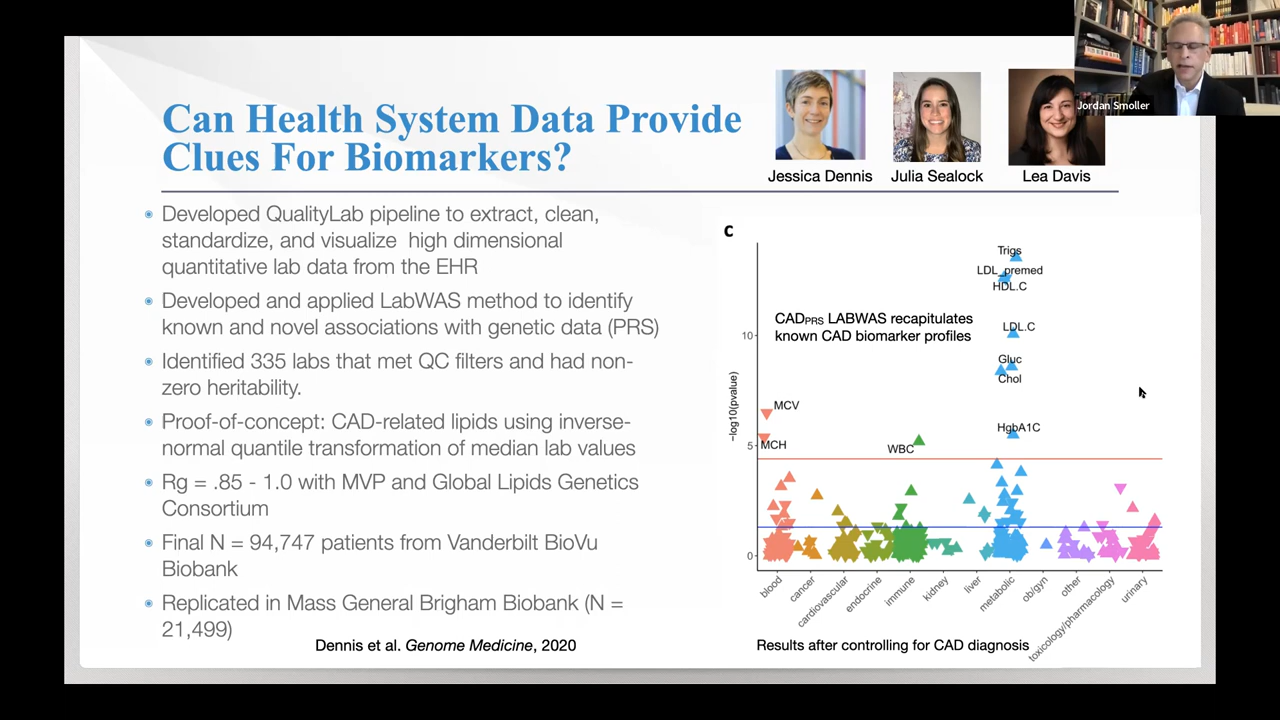 Jordan Smoller
Can Health System Data Provide
Clues For Biomarkers?
Jessica Dennis
Julia Sealock
Lea Davis
Developed QualityLab pipeline to extract, clean,
standardize, and visualize high dimensional
quantitative lab data from the EHR
Developed and applied LabWAS method to identify
known and novel associations with genetic data (PRS)
Identified 335 labs that met QC filters and had non-
zero heritability.
Proof-of-concept: CAD-related lipids using inverse-
normal quantile transformation of median lab values
Rg = .85 - 1.0 with MVP and Global Lipids Genetics
Consortium
Final N = 94,747 patients from Vanderbilt BioVu
Biobank
Replicated in Mass General Brigham Biobank (N =
21,499)
Dennis et al. Genome Medicine, 2020
C
CADPRS LABWAS recapitulates
known CAD biomarker profiles
Trigs
LDL_premed
HDL.C
LDL.C
Gluc
Chol
HgbA1C
MCV
MCH
WBC
−log10(pvalue)
10
5
0
blood
cancer
cardiovascular
endocrine
immune
kidney
liver
metabolic
ob/gyn
other
toxicology/pharmacology
urinary
Results after controlling for CAD diagnosis